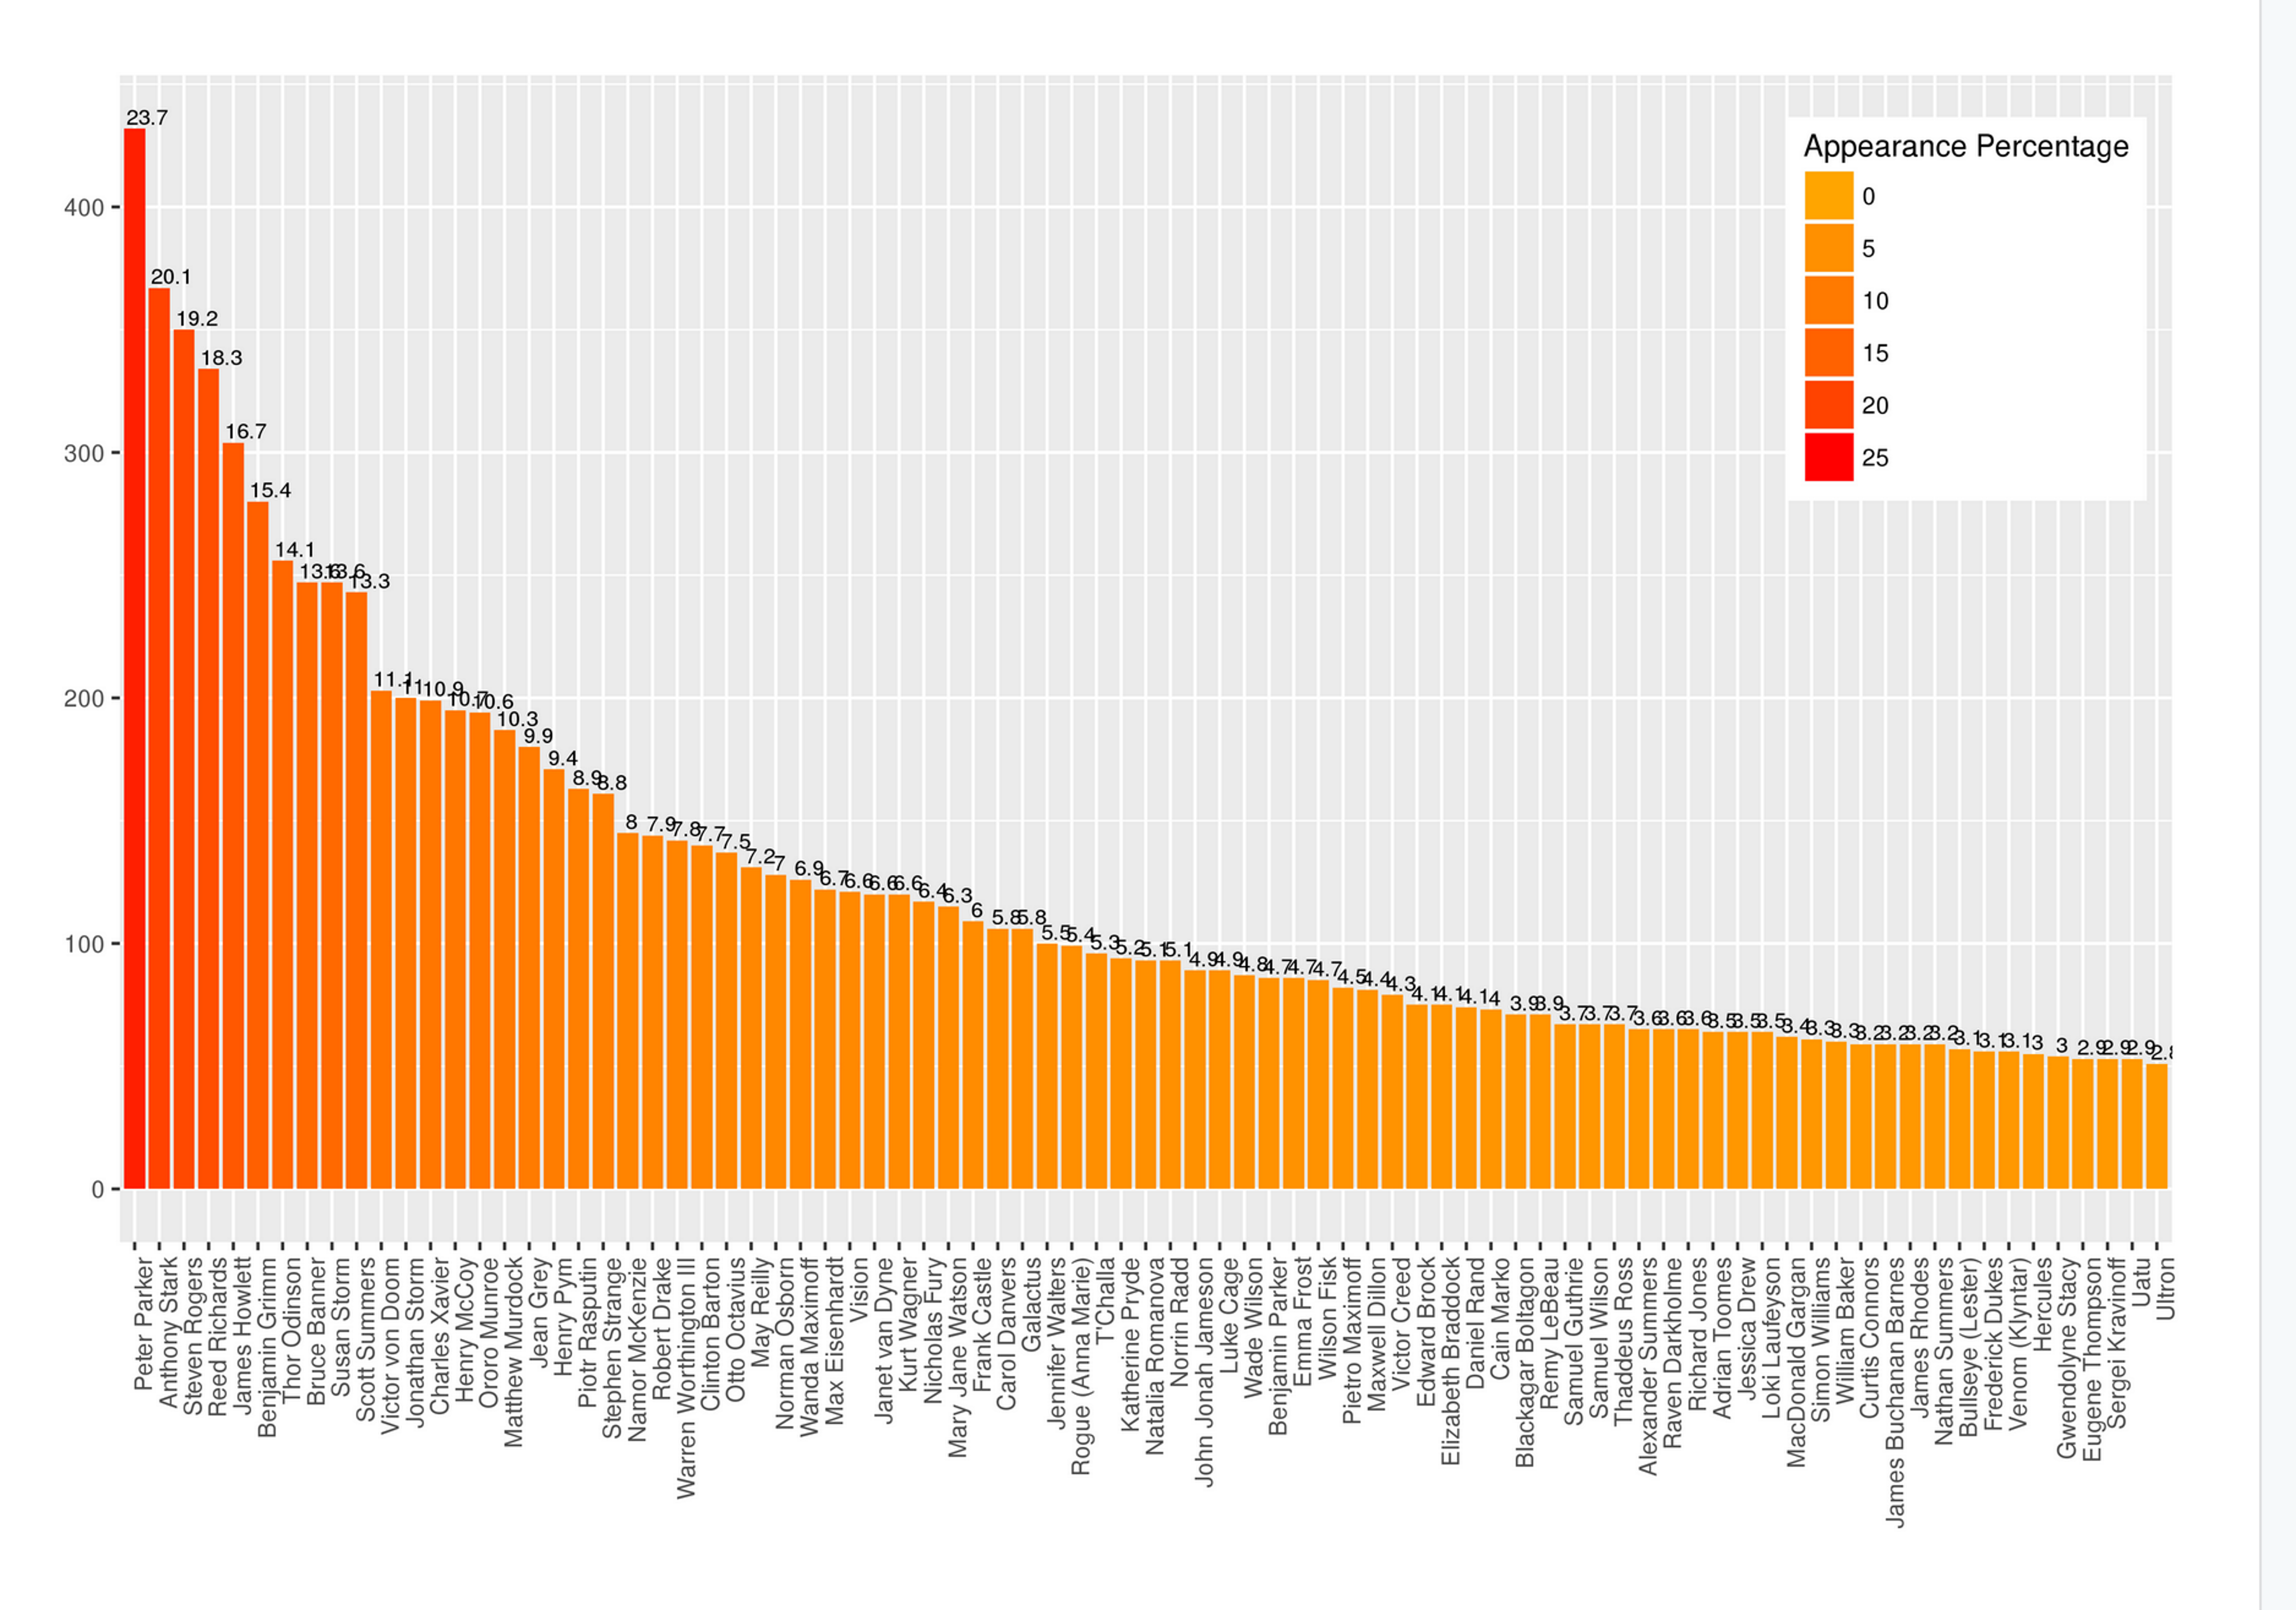 Appearance Percentage
0
5
10
15
20
25
400
300
200
100
0
23.7
20.1
19.2
18.3
16.7
15.4
14.1
13.6
13.6
13.3
11.1
11
10.9
10.7
10.6
10.3
9.9
9.4
8.9
8.8
8
7.9
7.8
7.7
7.5
7.2
7
6.9
6.7
6.6
6.6
6.6
6.4
6.3
6
5.8
5.8
5.5
5.4
5.3
5.2
5.1
5.1
4.9
4.9
4.8
4.7
4.7
4.7
4.5
4.4
4.3
4.1
4.1
4.1
4
3.9
3.9
3.7
3.7
3.7
3.6
3.6
3.6
3.5
3.5
3.5
3.4
3.3
3.3
3.2
3.2
3.2
3.2
3.1
3.1
3.1
3
3
2.9
2.9
2.9
Peter Parker
Anthony Stark
Steven Rogers
Reed Richards
James Howlett
Benjamin Grimm
Thor Odinson
Bruce Banner
Susan Storm
Scott Summers
Victor von Doom
Jonathan Storm
Charles Xavier
Henry McCoy
Ororo Munroe
Matthew Murdock
Jean Grey
Henry Pym
Piotr Rasputin
Stephen Strange
Namor McKenzie
Robert Drake
Warren Worthington III
Clinton Barton
Otto Octavius
May Reilly
Norman Osborn
Wanda Maximoff
Max Eisenhardt
Vision
Janet van Dyne
Kurt Wagner
Nicholas Fury
Mary Jane Watson
Frank Castle
Carol Danvers
Galactus
Jennifer Walters
Rogue (Anna Marie)
T'Challa
Katherine Pryde
Natalia Romanova
Norrin Radd
John Jonah Jameson
Luke Cage
Wade Wilson
Benjamin Parker
Emma Frost
Wilson Fisk
Pietro Maximoff
Maxwell Dillon
Victor Creed
Edward Brock
Elizabeth Braddock
Daniel Rand
Cain Marko
Blackagar Boltagon
Remy LeBeau
Samuel Guthrie
Samuel Wilson
Thaddeus Ross
Alexander Summers
Raven Darkholme
Richard Jones
Adrian Toomes
Jessica Drew
Loki Laufeyson
MacDonald Gargan
Simon Williams
William Baker
Curtis Connors
James Buchanan Barnes
James Rhodes
Nathan Summers
Bullseye (Lester)
Frederick Dukes
Venom (Klyntar)
Hercules
Gwendolyne Stacy
Eugene Thompson
Sergei Kravinoff
Uatu
Ultron